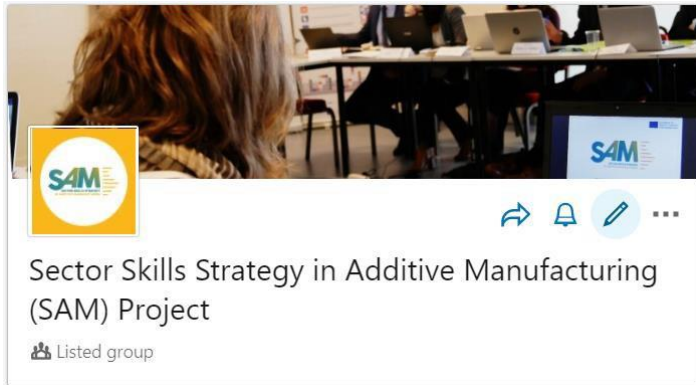 SAM
SAM
Sector Skills Strategy in Additive Manufacturing
(SAM) Project
Listed group